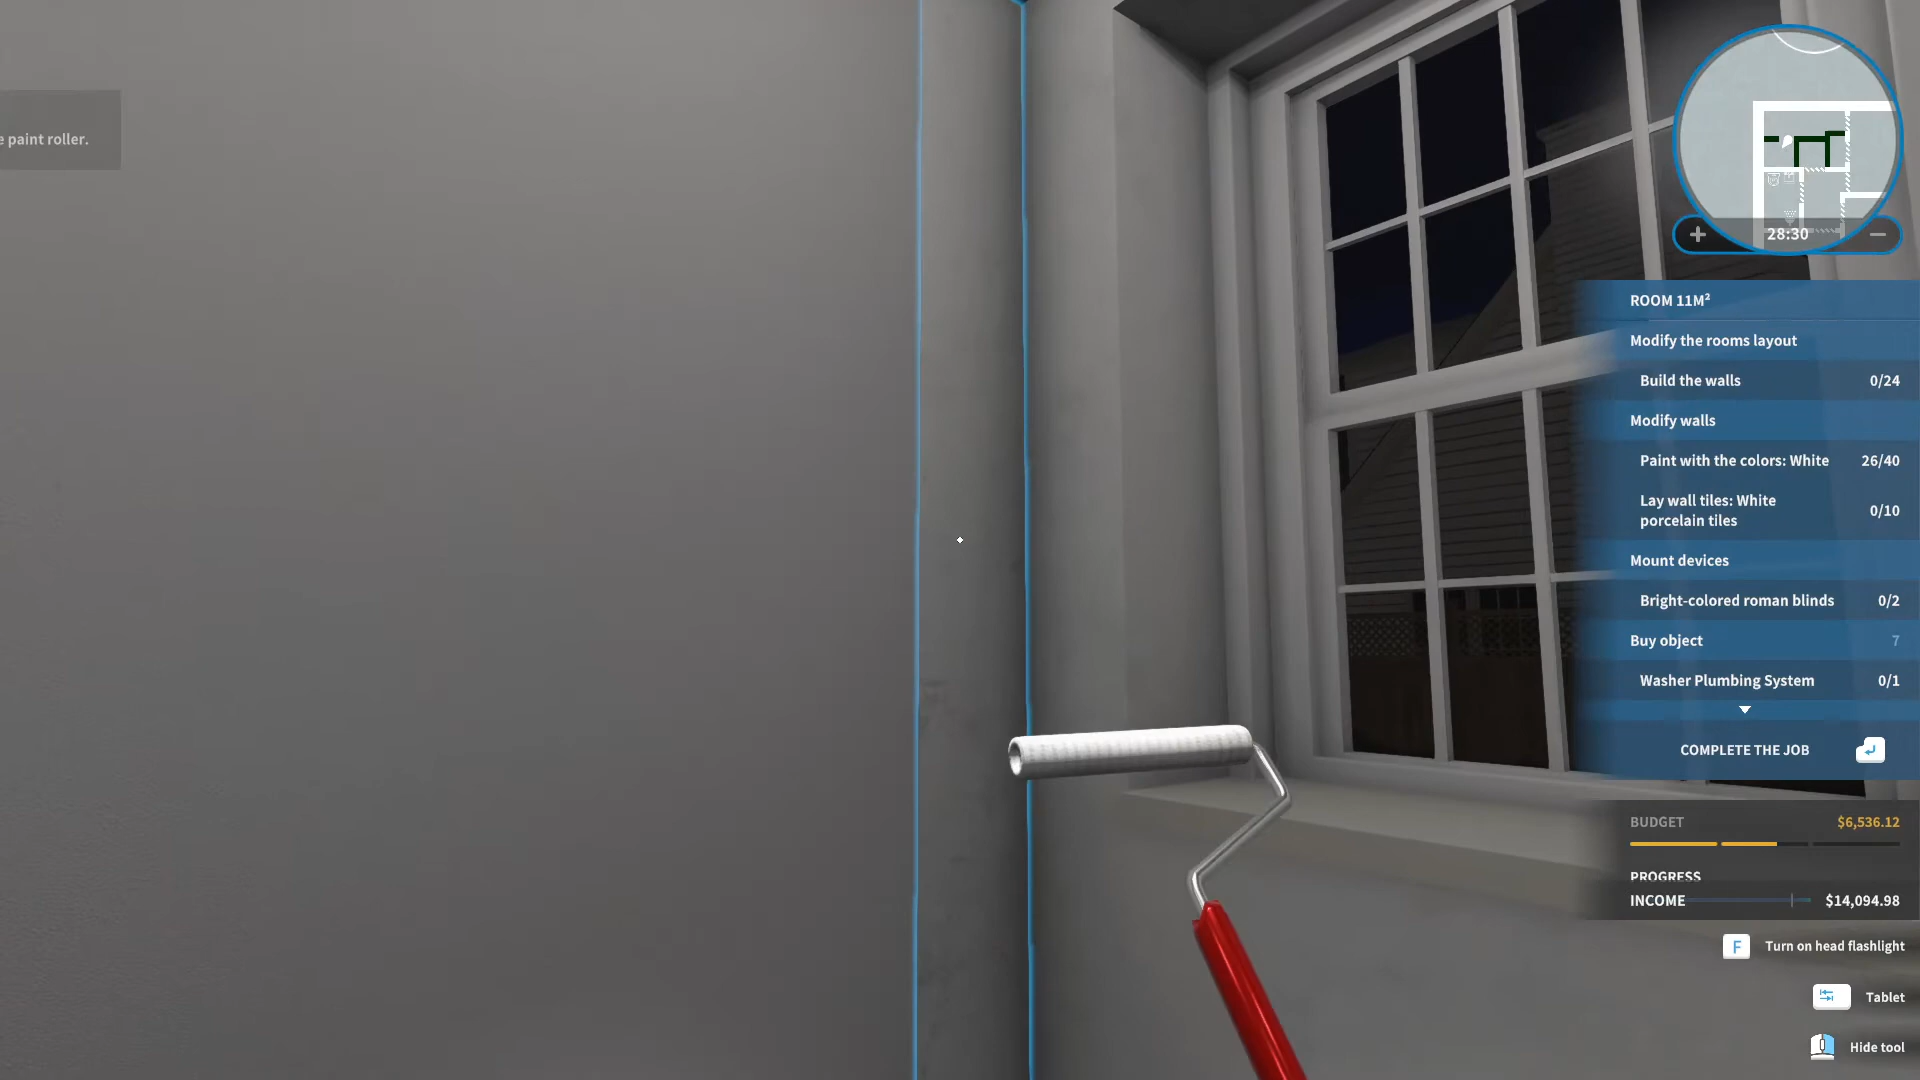 e paint roller.
28:30
ROOM 11M²
Modify the rooms layout
Build the walls 0/24
Modify walls
Paint with the colors: White 26/40
Lay wall tiles: White
porcelain tiles 0/10
Mount devices
Bright-colored roman blinds 0/2
Buy object 7
Washer Plumbing System 0/1
COMPLETE THE JOB
BUDGET $6,536.12
PROGRESS
INCOME $14,094.98
F Turn on head flashlight
Tablet
Hide tool